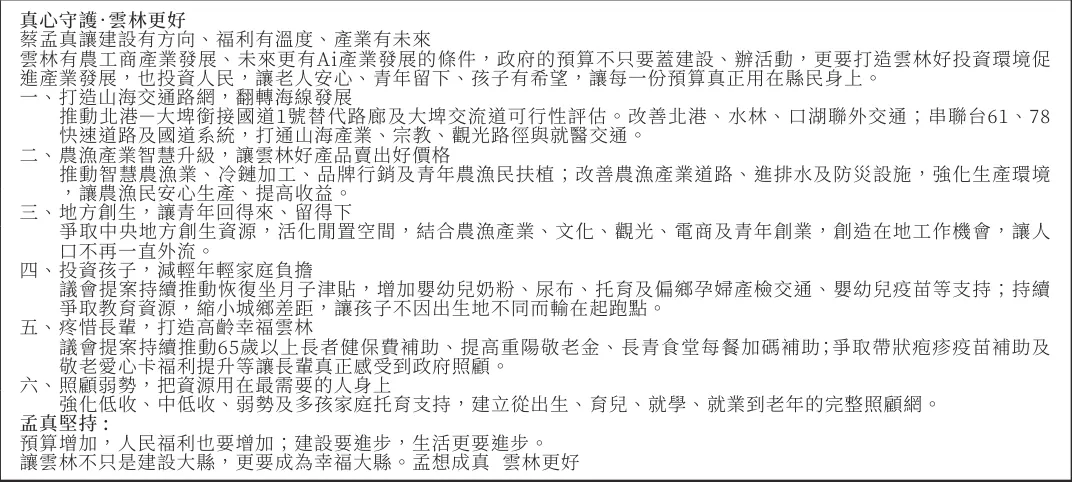 真心守護·雲林更好
蔡孟真讓建設有方向、福利有溫度、產業有未來
雲林有農工商產業發展、未來更有Ai產業發展的條件，政府的預算不只要蓋建設、辦活動，更要打造雲林好投資環境促
進產業發展，也投資人民，讓老人安心、青年留下、孩子有希望，讓每一份預算真正用在縣民身上。
一、打造山海交通路網，翻轉海線發展
推動北港—大埤銜接國道1號替代路廊及大埤交流道可行性評估。改善北港、水林、口湖聯外交通；串聯台61、78
快速道路及國道系統，打通山海產業、宗教、觀光路徑與就醫交通。
二、農漁產業智慧升級，讓雲林好產品賣出好價格
推動智慧農漁業、冷鏈加工、品牌行銷及青年農漁民扶植；改善農漁產業道路、進排水及防災設施，強化生產環境
，讓農漁民安心生產、提高收益。
三、地方創生，讓青年回得來、留得下
爭取中央地方創生資源，活化閒置空間，結合農漁產業、文化、觀光、電商及青年創業，創造在地工作機會，讓人
口不再一直外流。
四、投資孩子，減輕年輕家庭負擔
議會提案持續推動恢復坐月子津貼，增加嬰幼兒奶粉、尿布、托育及偏鄉孕婦產檢交通、嬰幼兒疫苗等支持；持續
爭取教育資源，縮小城鄉差距，讓孩子不因出生地不同而輸在起跑點。
五、疼惜長輩，打造高齡幸福雲林
議會提案持續推動65歲以上長者健保費補助、提高重陽敬老金、長青食堂每餐加碼補助;爭取帶狀疱疹疫苗補助及
敬老愛心卡福利提升等讓長輩真正感受到政府照顧。
六、照顧弱勢，把資源用在最需要的人身上
強化低收、中低收、弱勢及多孩家庭托育支持，建立從出生、育兒、就學、就業到老年的完整照顧網。
孟真堅持：
預算增加，人民福利也要增加；建設要進步，生活更要進步。
讓雲林不只是建設大縣，更要成為幸福大縣。孟想成真 雲林更好